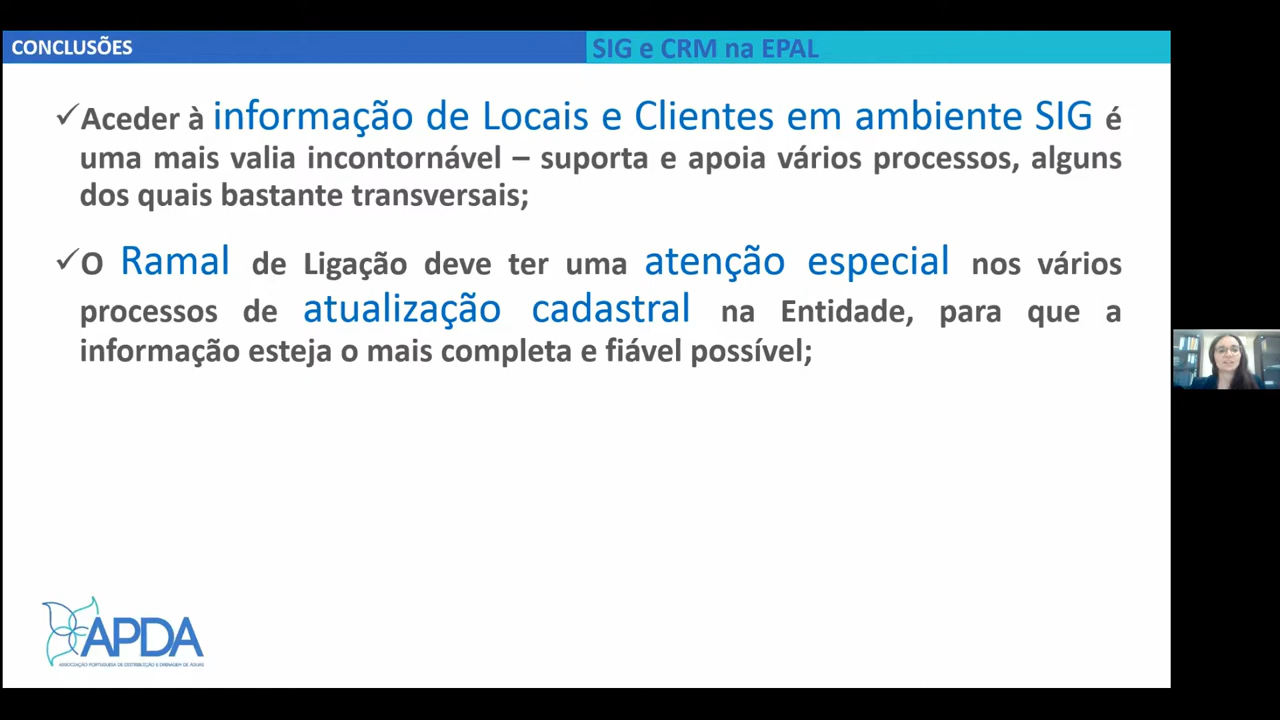 CONCLUSÕES
SIG e CRM na EPAL
✓Aceder à informação de Locais e Clientes em ambiente SIG é
uma mais valia incontornável – suporta e apoia vários processos, alguns
dos quais bastante transversais;
✓O Ramal de Ligação deve ter uma atenção especial nos vários
processos de atualização cadastral na Entidade, para que a
informação esteja o mais completa e fiável possível;
APDA
ASSOCIAÇÃO PORTUGUESA DE DISTRIBUIÇÃO E DRENAGEM DE ÁGUAS